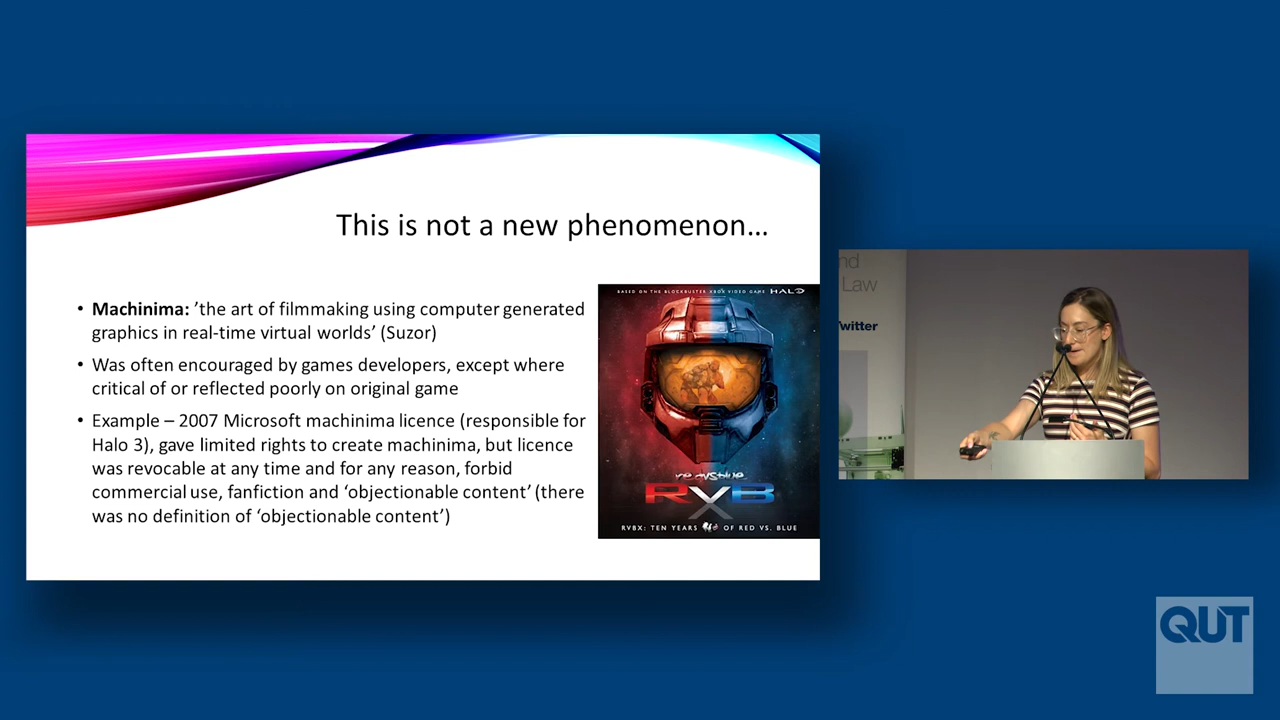 This is not a new phenomenon…
• Machinima: ’the art of filmmaking using computer generated
graphics in real-time virtual worlds’ (Suzor)
• Was often encouraged by games developers, except where
critical of or reflected poorly on original game
• Example – 2007 Microsoft machinima licence (responsible for
Halo 3), gave limited rights to create machinima, but licence
was revocable at any time and for any reason, forbid
commercial use, fanfiction and ‘objectionable content’ (there
was no definition of ‘objectionable content’)
BASED ON THE BLOCKBUSTER XBOX VIDEO GAME HALO
red vs blue
RVB
X
RVBX: TEN YEARS OF RED VS. BLUE
nd
Law
Twitter
QUT